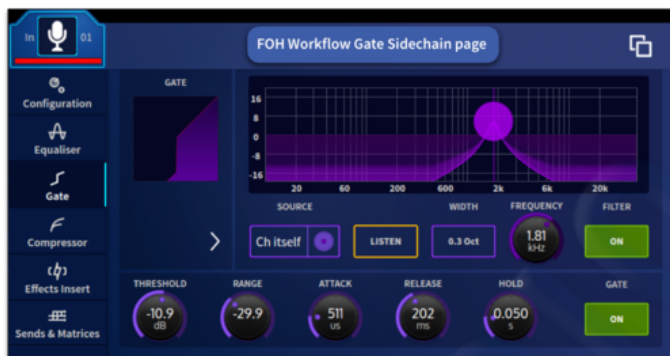 In
01
FOH Workflow Gate Sidechain page
Configuration
Equaliser
Gate
Compressor
Effects Insert
Sends & Matrices
GATE
16
8
0
-8
-16
20 60 200 600 2k 6k 20k
SOURCE WIDTH FREQUENCY FILTER
Ch itself LISTEN 0.3 Oct 1.81 kHz ON
THRESHOLD RANGE ATTACK RELEASE HOLD GATE
-10.9 dB -29.9 511 us 202 ms 0.050 s ON